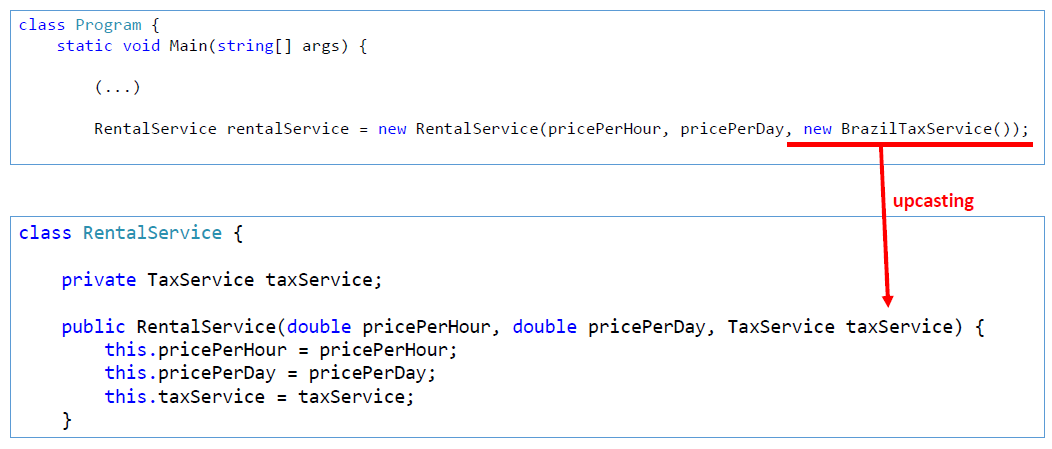 class Program {
static void Main(string[] args) {
(...)
RentalService rentalService = new RentalService(pricePerHour, pricePerDay, new BrazilTaxService());
upcasting
class RentalService {
private TaxService taxService;
public RentalService(double pricePerHour, double pricePerDay, TaxService taxService) {
this.pricePerHour = pricePerHour;
this.pricePerDay = pricePerDay;
this.taxService = taxService;
}